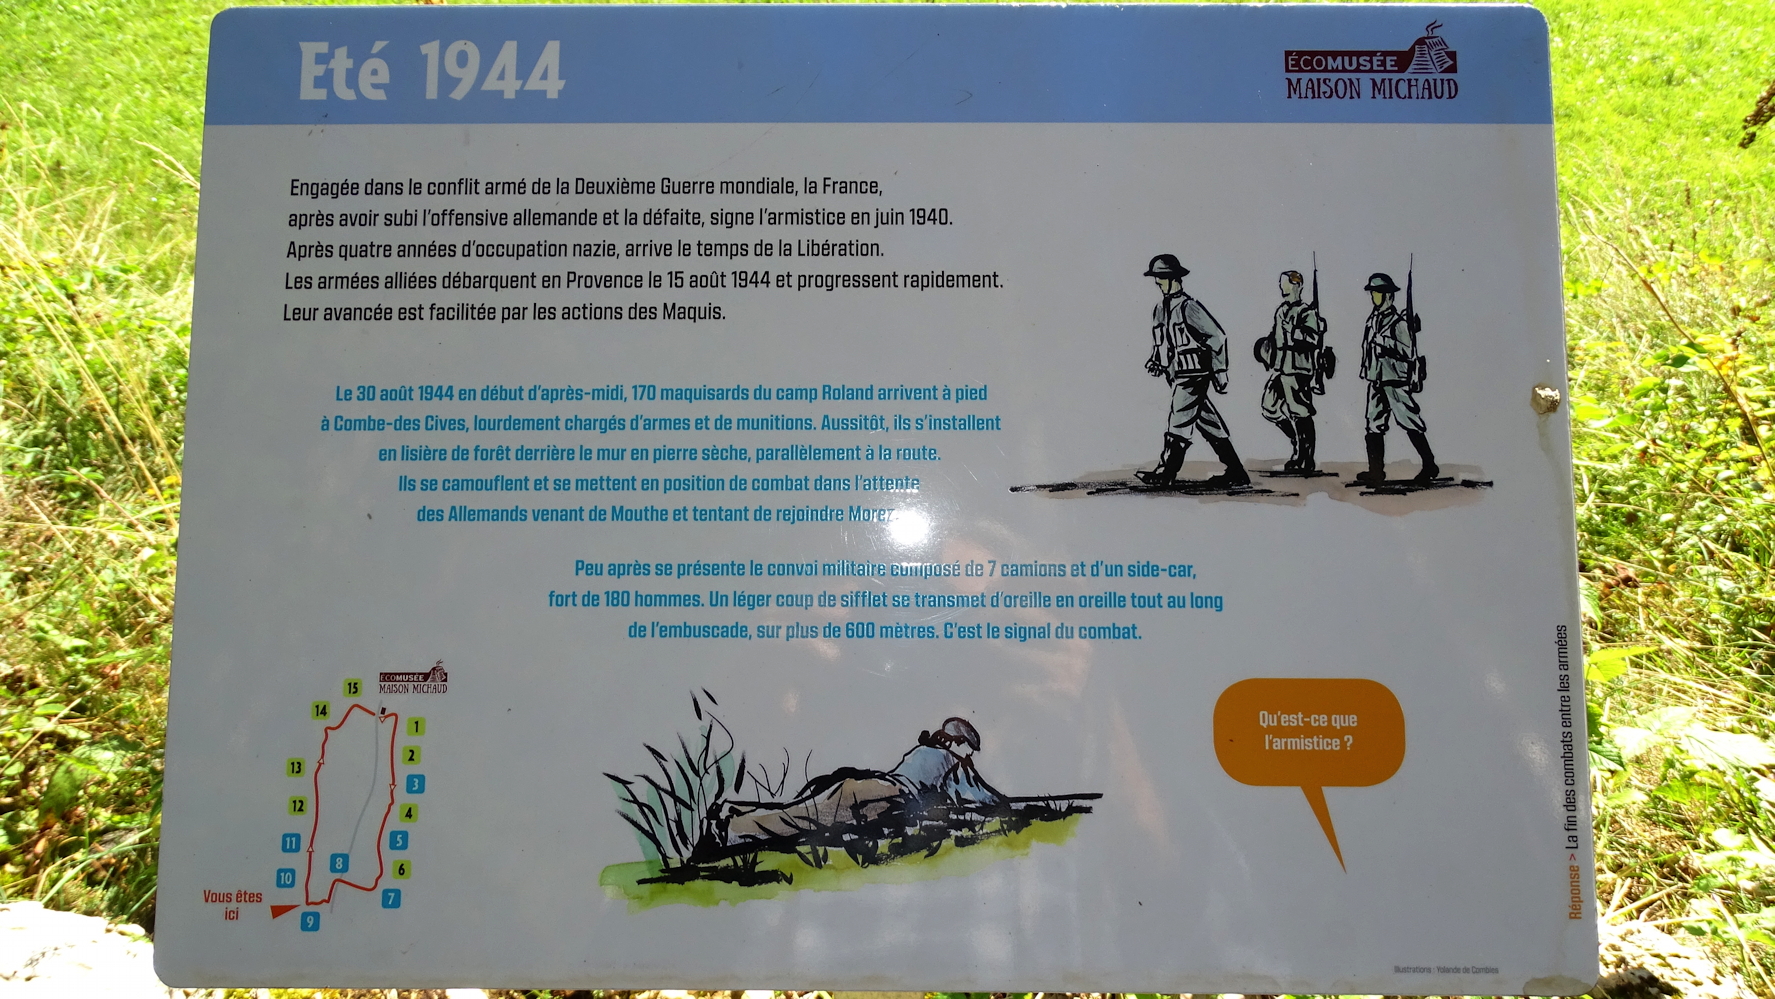 Eté 1944
ÉCOMUSÉE
MAISON MICHAUD
Engagée dans le conflit armé de la Deuxième Guerre mondiale, la France,
après avoir subi l'offensive allemande et la défaite, signe l'armistice en juin 1940.
Après quatre années d'occupation nazie, arrive le temps de la Libération.
Les armées alliées débarquent en Provence le 15 août 1944 et progressent rapidement.
Leur avancée est facilitée par les actions des Maquis.
Le 30 août 1944 en début d'après-midi, 170 maquisards du camp Roland arrivent à pied
à Combe-des Cives, lourdement chargés d'armes et de munitions. Aussitôt, ils s'installent
en lisière de forêt derrière le mur en pierre sèche, parallèlement à la route.
Ils se camouflent et se mettent en position de combat dans l'attente
des Allemands venant de Mouthe et tentant de rejoindre Morez.
Peu après se présente le convoi militaire composé de 7 camions et d'un side-car,
fort de 180 hommes. Un léger coup de sifflet se transmet d'oreille en oreille tout au long
de l'embuscade, sur plus de 600 mètres. C'est le signal du combat.
ÉCOMUSÉE
MAISON MICHAUD
15
14
1
2
13
3
12
4
11
5
8
6
10
7
Vous êtes
ici
9
Qu'est-ce que
l'armistice ?
Réponse > La fin des combats entre les armées
Illustrations : Yolande de Combles